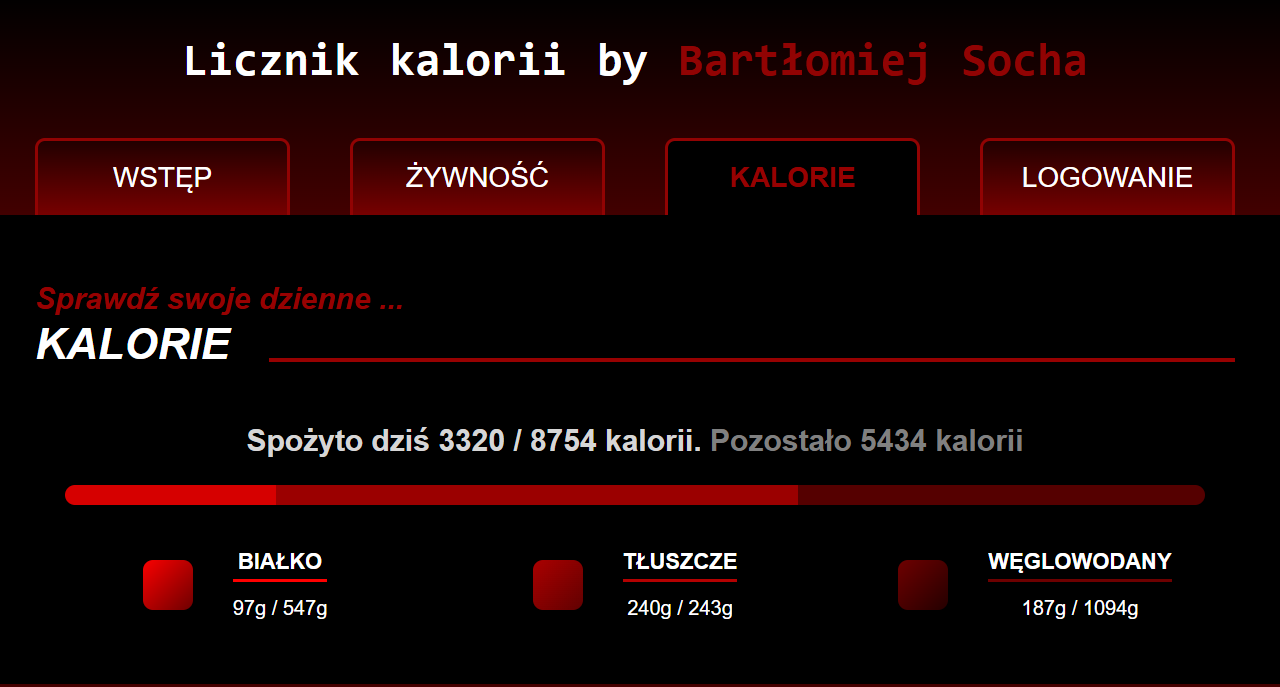 Licznik kalorii by Bartłomiej Socha
WSTĘP
ŻYWNOŚĆ
KALORIE
LOGOWANIE
Sprawdź swoje dzienne ...
KALORIE
Spożyto dziś 3320 / 8754 kalorii. Pozostało 5434 kalorii
BIAŁKO
97g / 547g
TŁUSZCZE
240g / 243g
WĘGLOWODANY
187g / 1094g